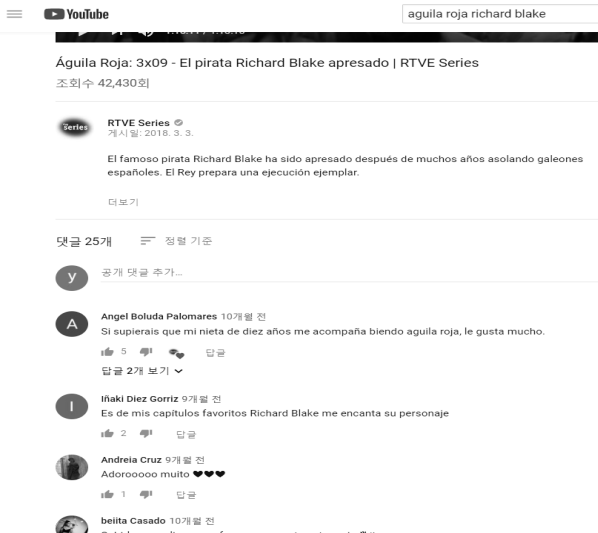 YouTube
aguila roja richard blake
Águila Roja: 3x09 - El pirata Richard Blake apresado | RTVE Series
조회수 42,430회
series
RTVE Series
게시일: 2018. 3. 3.
El famoso pirata Richard Blake ha sido apresado después de muchos años asolando galeones
españoles. El Rey prepara una ejecución ejemplar.
더보기
댓글 25개
정렬 기준
y
공개 댓글 추가...
A
Angel Boluda Palomares 10개월 전
Si supierais que mi nieta de diez años me acompaña biendo aguila roja, le gusta mucho.
5
답글
답글 2개 보기
I
Iñaki Diez Gorriz 9개월 전
Es de mis capítulos favoritos Richard Blake me encanta su personaje
2
답글
Andreia Cruz 9개월 전
Adorooooo muito ❤❤❤
1
답글
beiita Casado 10개월 전